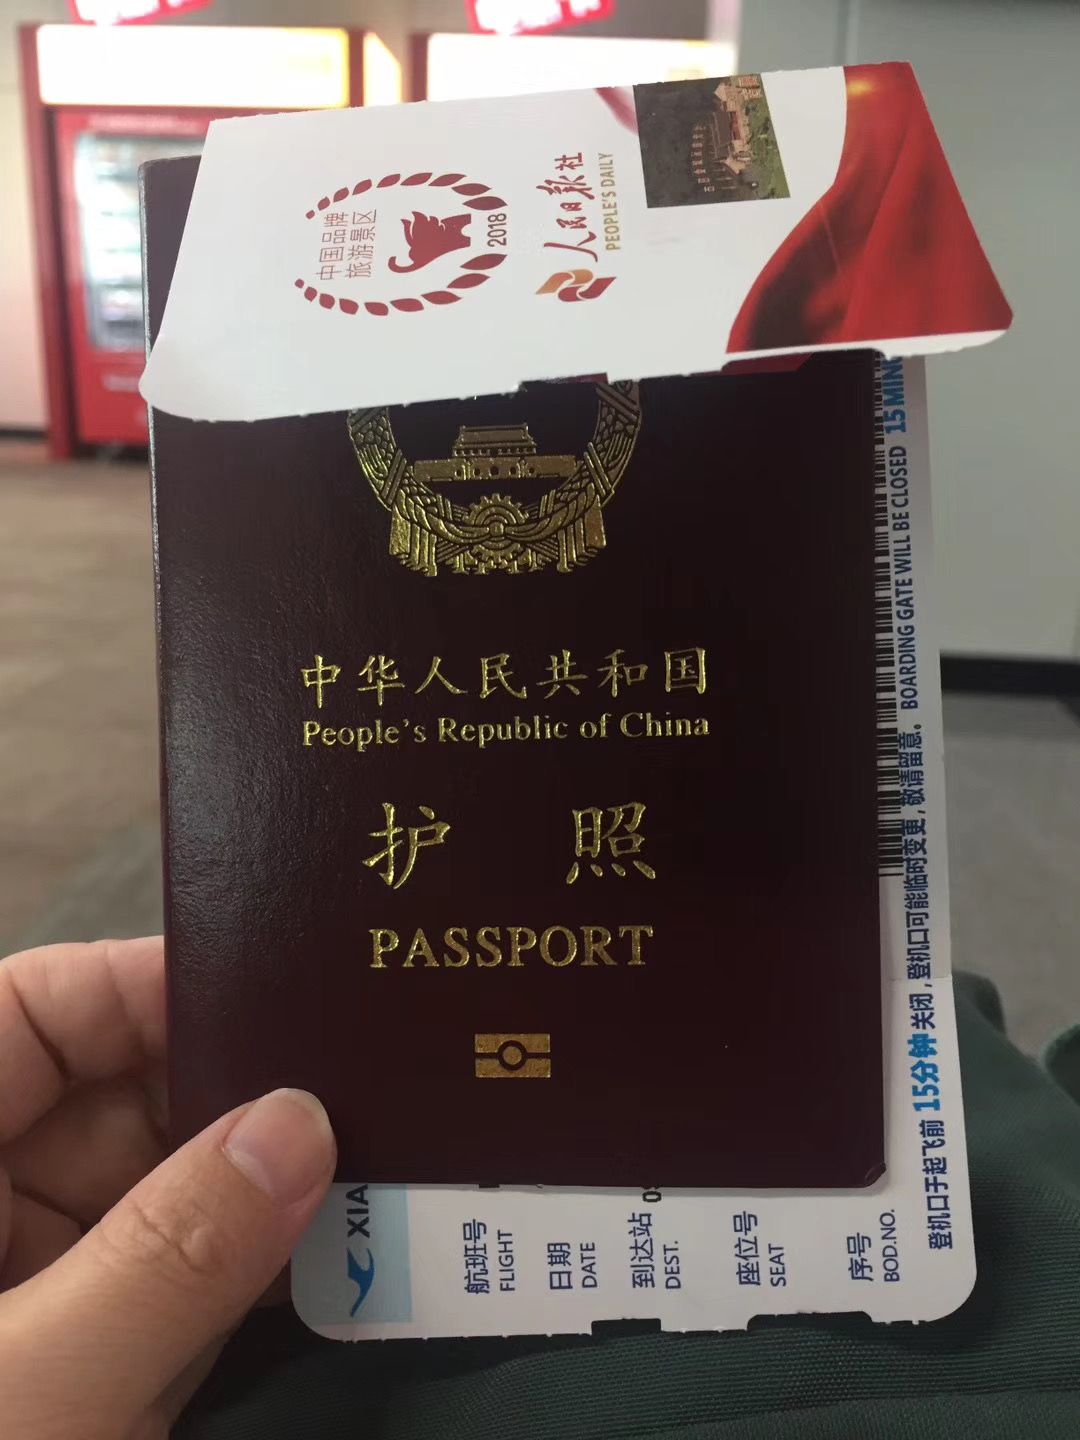 中国品牌
旅游景区
2018
人民日报社
PEOPLE'S DAILY
中华人民共和国
People's Republic of China
护照
PASSPORT
XIA
航班号
FLIGHT
日期
DATE
到达站
DEST.
座位号
SEAT
序号
BOD.NO.
登机口于起飞前15分钟关闭,登机口可能临时变更,敬请留意。BOARDING GATE WILL BE CLOSED 15 MIN